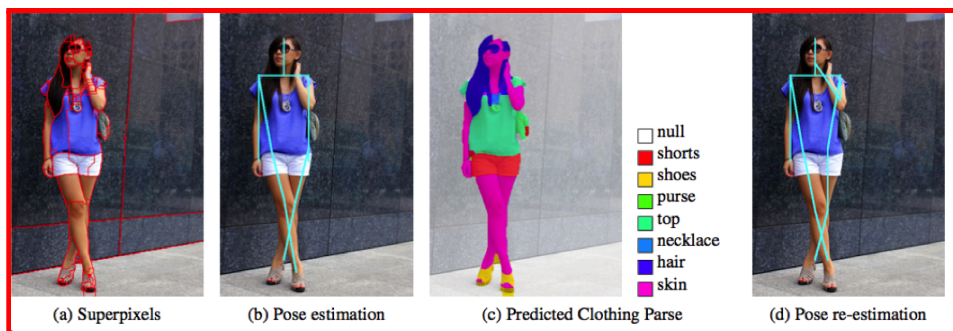 null
shorts
shoes
purse
top
necklace
hair
skin
(a) Superpixels
(b) Pose estimation
(c) Predicted Clothing Parse
(d) Pose re-estimation